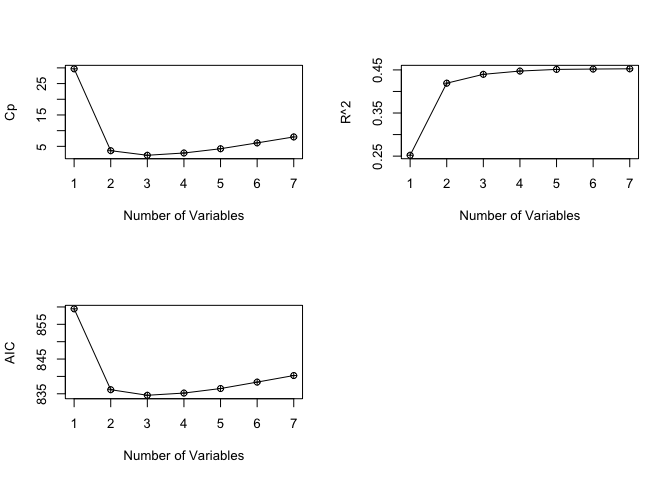 Cp
5 15 25
1 2 3 4 5 6 7
Number of Variables
R^2
0.25 0.35 0.45
1 2 3 4 5 6 7
Number of Variables
AIC
835 845 855
1 2 3 4 5 6 7
Number of Variables